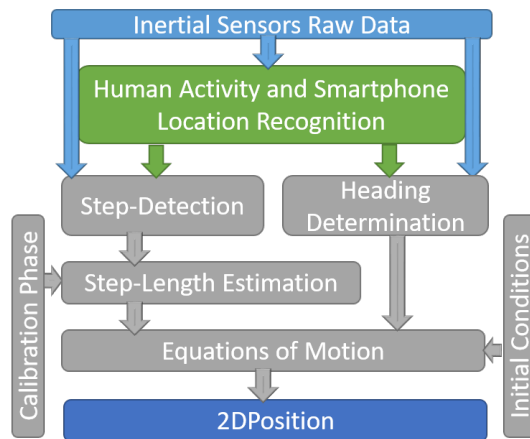 Inertial Sensors Raw Data
Human Activity and Smartphone
Location Recognition
Step-Detection
Heading
Determination
Calibration Phase
Step-Length Estimation
Initial Conditions
Equations of Motion
2DPosition